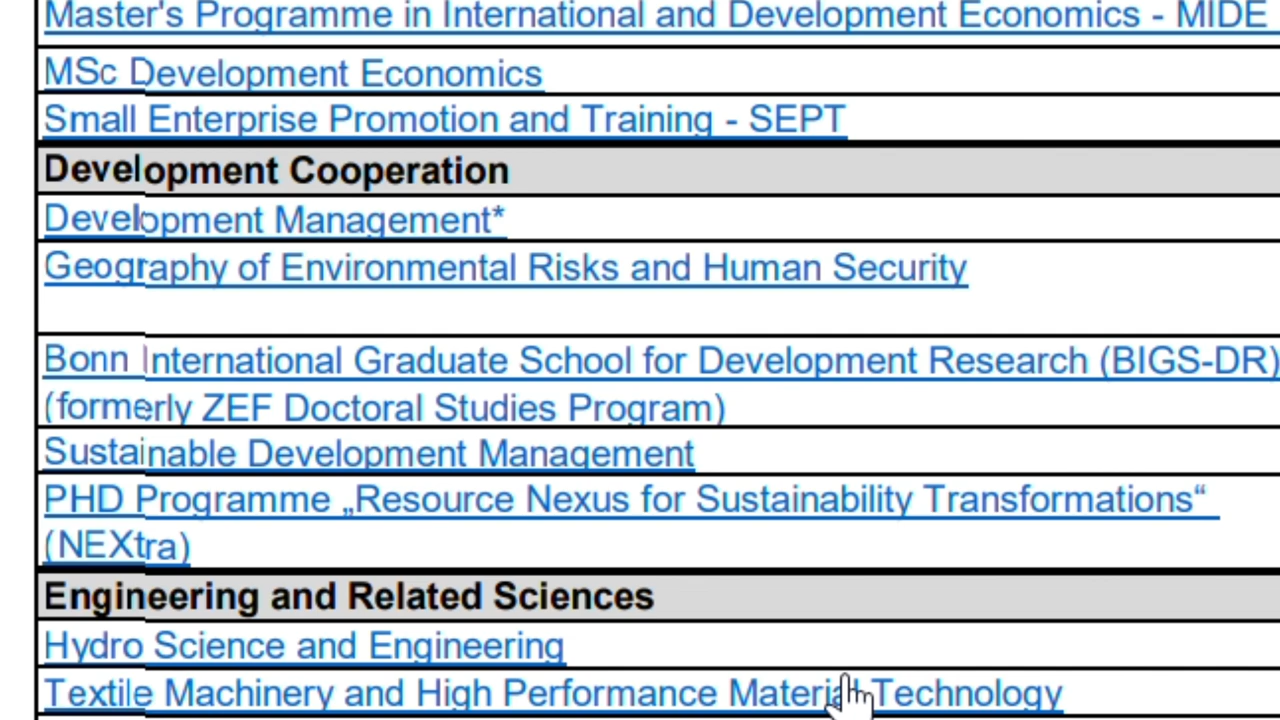 Master's Programme in International and Development Economics - MIDE
MSc Development Economics
Small Enterprise Promotion and Training - SEPT
Development Cooperation
Development Management*
Geography of Environmental Risks and Human Security
Bonn International Graduate School for Development Research (BIGS-DR)
(formerly ZEF Doctoral Studies Program)
Sustainable Development Management
PHD Programme „Resource Nexus for Sustainability Transformations“
(NEXtra)
Engineering and Related Sciences
Hydro Science and Engineering
Textile Machinery and High Performance Material Technology